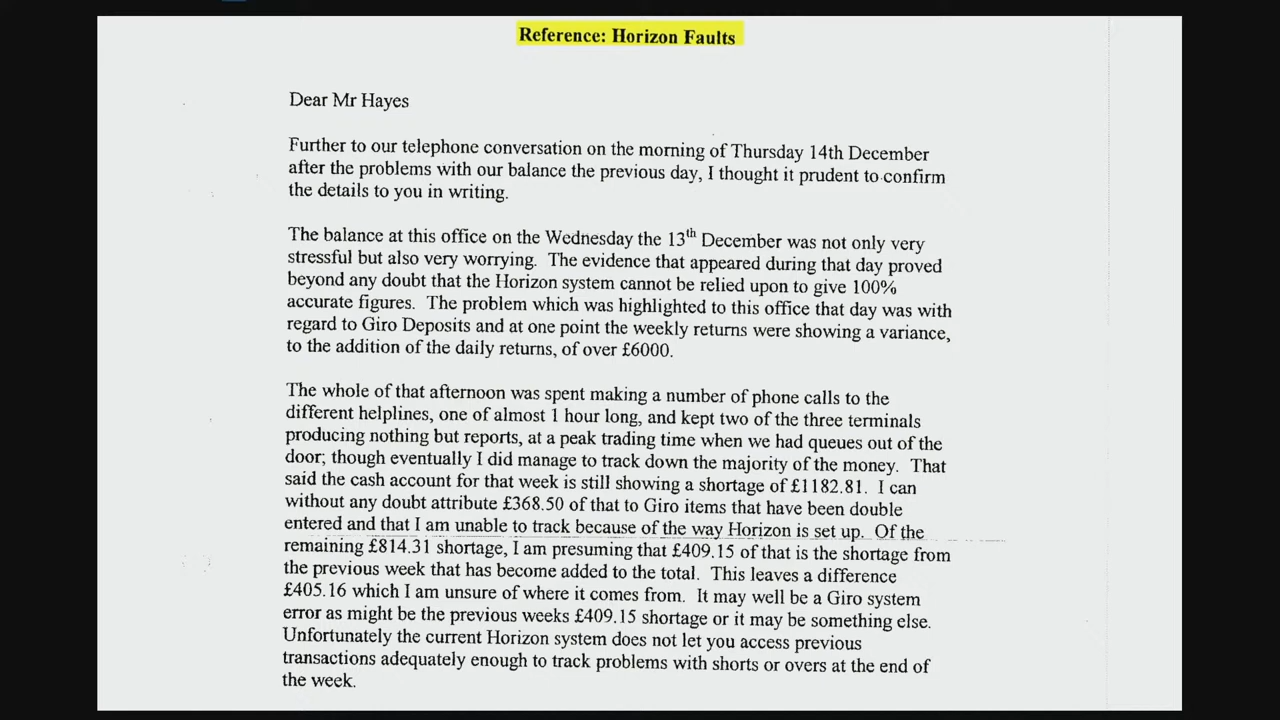 Reference: Horizon Faults
Dear Mr Hayes
Further to our telephone conversation on the morning of Thursday 14th December
after the problems with our balance the previous day, I thought it prudent to confirm
the details to you in writing.
The balance at this office on the Wednesday the 13th December was not only very
stressful but also very worrying. The evidence that appeared during that day proved
beyond any doubt that the Horizon system cannot be relied upon to give 100%
accurate figures. The problem which was highlighted to this office that day was with
regard to Giro Deposits and at one point the weekly returns were showing a variance,
to the addition of the daily returns, of over £6000.
The whole of that afternoon was spent making a number of phone calls to the
different helplines, one of almost 1 hour long, and kept two of the three terminals
producing nothing but reports, at a peak trading time when we had queues out of the
door; though eventually I did manage to track down the majority of the money. That
said the cash account for that week is still showing a shortage of £1182.81. I can
without any doubt attribute £368.50 of that to Giro items that have been double
entered and that I am unable to track because of the way Horizon is set up. Of the
remaining £814.31 shortage, I am presuming that £409.15 of that is the shortage from
the previous week that has become added to the total. This leaves a difference
£405.16 which I am unsure of where it comes from. It may well be a Giro system
error as might be the previous weeks £409.15 shortage or it may be something else.
Unfortunately the current Horizon system does not let you access previous
transactions adequately enough to track problems with shorts or overs at the end of
the week.